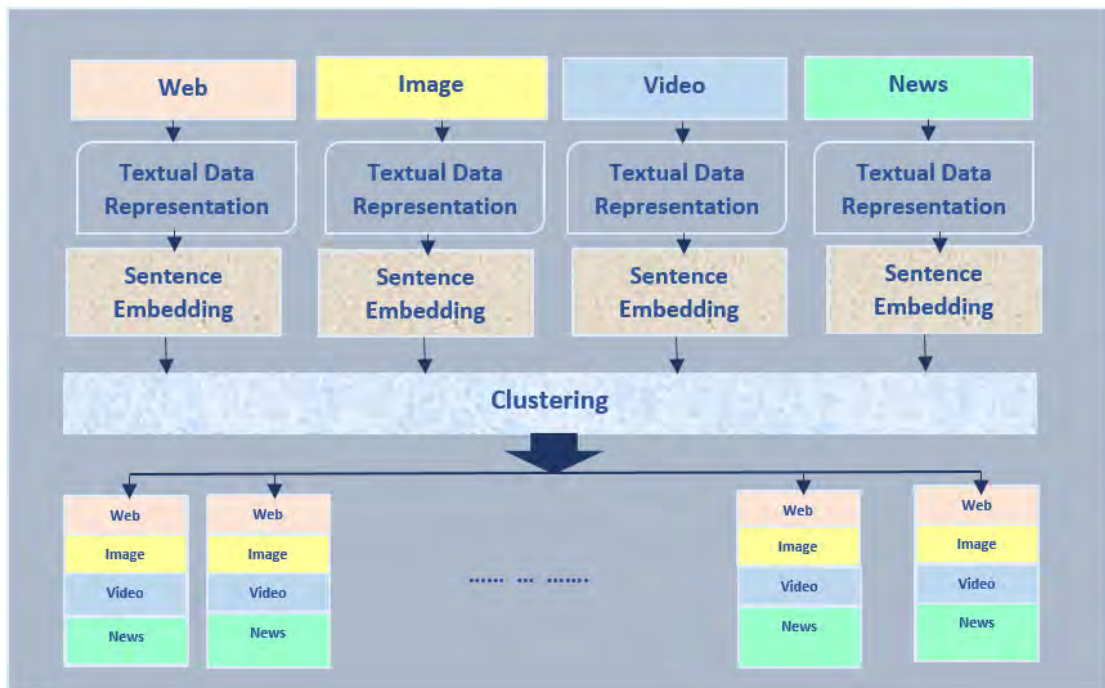 Web
Image
Video
News
Textual Data
Representation
Textual Data
Representation
Textual Data
Representation
Textual Data
Representation
Sentence
Embedding
Sentence
Embedding
Sentence
Embedding
Sentence
Embedding
Clustering
Web
Image
Video
News
Web
Image
Video
News
...... ... .......
Web
Image
Video
News
Web
Image
Video
News